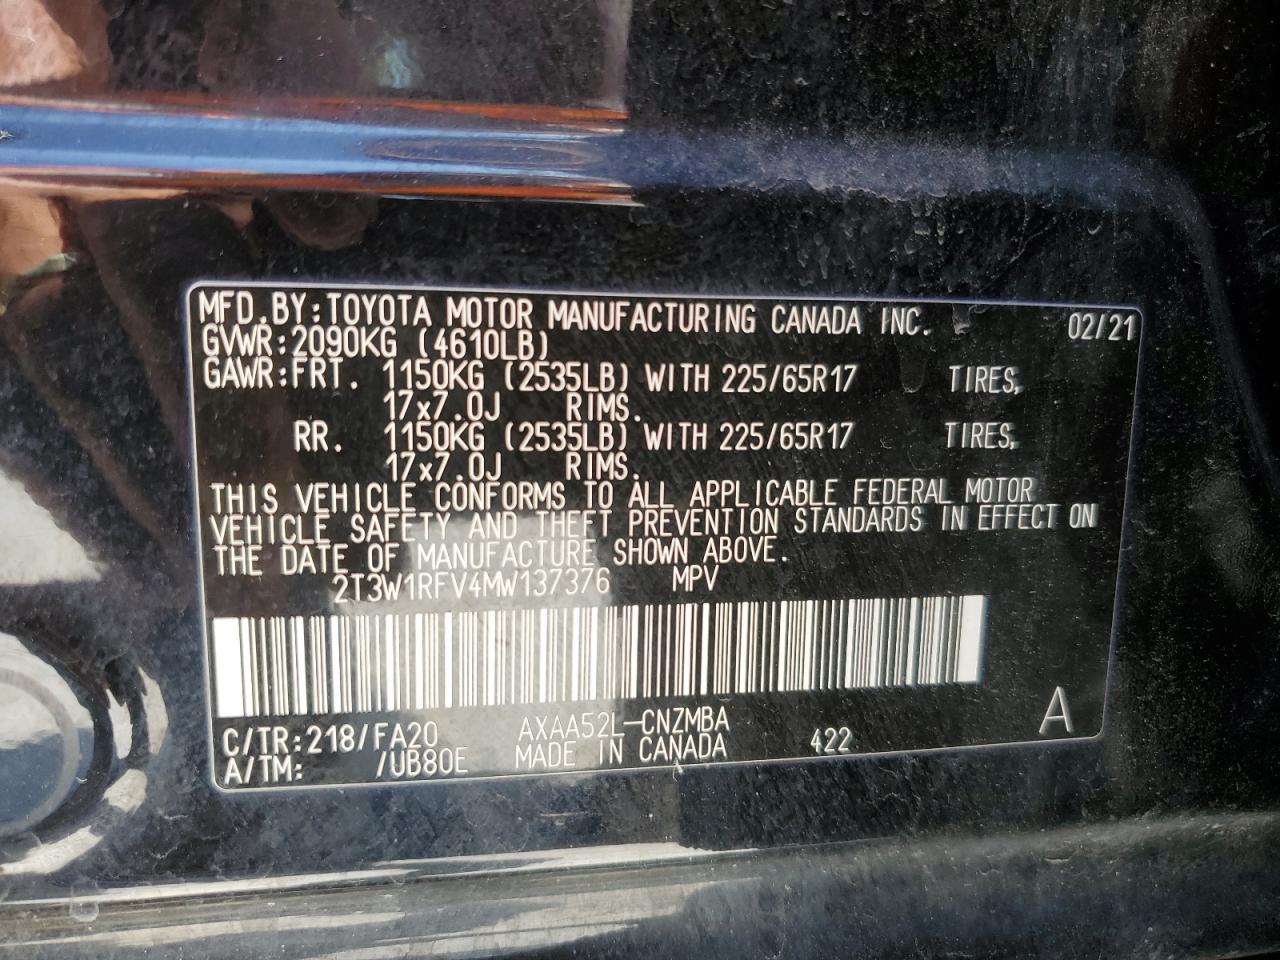 MFD.BY:TOYOTA MOTOR MANUFACTURING CANADA INC. 02/21
GVWR:2090KG (4610LB)
GAWR:FRT. 1150KG (2535LB) WITH 225/65R17 TIRES,
17x7.0J RIMS.
RR. 1150KG (2535LB) WITH 225/65R17 TIRES,
17x7.0J RIMS.
THIS VEHICLE CONFORMS TO ALL APPLICABLE FEDERAL MOTOR
VEHICLE SAFETY AND THEFT PREVENTION STANDARDS IN EFFECT ON
THE DATE OF MANUFACTURE SHOWN ABOVE.
2T3W1RFV4MW137376 MPV
C/TR:218/FA20 AXAA52L-CNZMBA A
A/TM: /UB80E MADE IN CANADA 422